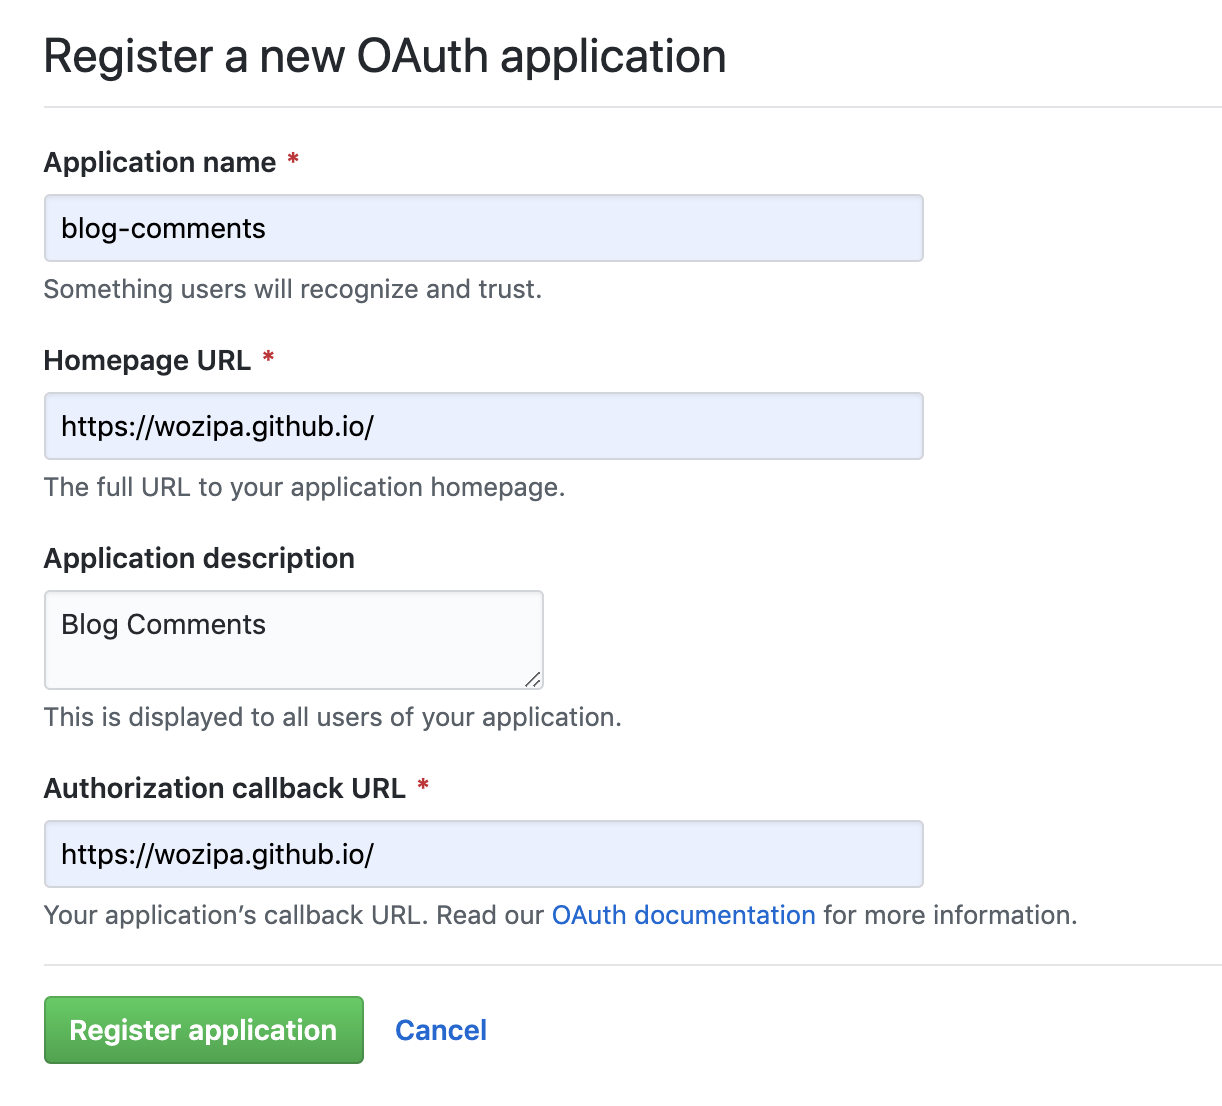 Register a new OAuth application
Application name *
blog-comments
Something users will recognize and trust.
Homepage URL *
https://wozipa.github.io/
The full URL to your application homepage.
Application description
Blog Comments
This is displayed to all users of your application.
Authorization callback URL *
https://wozipa.github.io/
Your application’s callback URL. Read our OAuth documentation for more information.
Register application Cancel